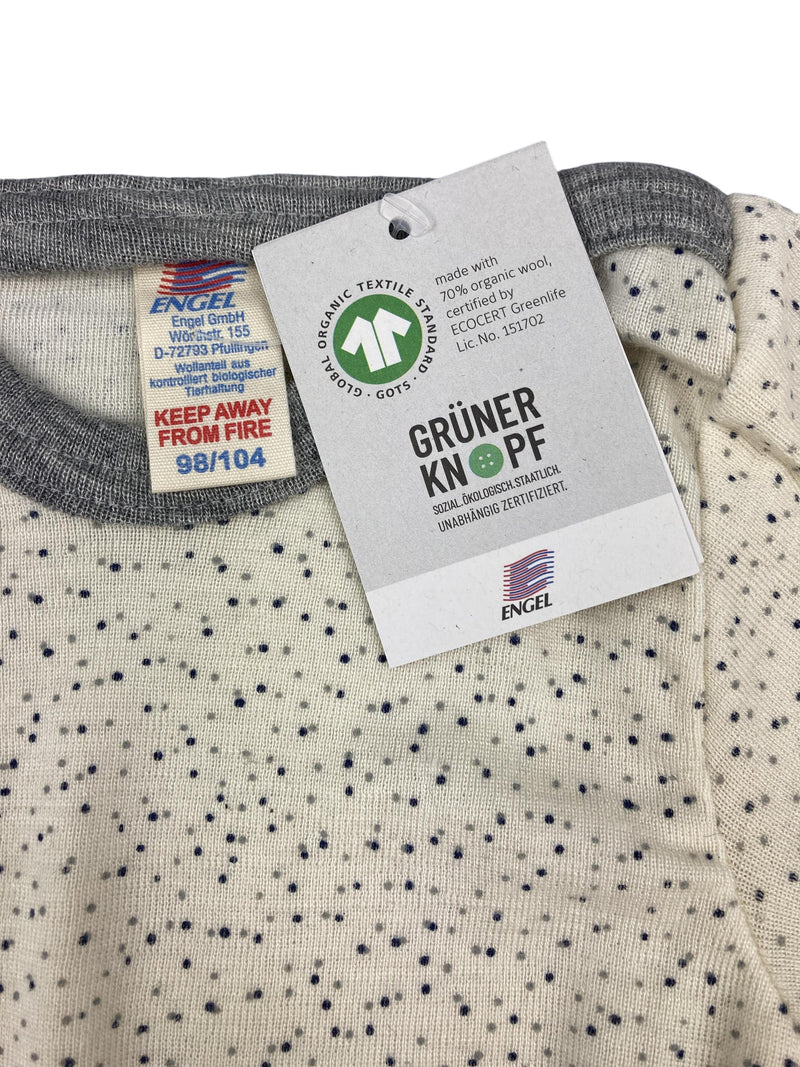 ENGEL
Engel GmbH
Wörthstr. 155
D-72793 Pfullingen
Wollanteil aus
kontrolliert biologischer
Tierhaltung
KEEP AWAY
FROM FIRE
98/104
GLOBAL ORGANIC TEXTILE STANDARD · GOTS ·
made with
70% organic wool,
certified by
ECOCERT Greenlife
Lic. No. 151702
GRÜNER
KNOPF
SOZIAL. ÖKOLOGISCH. STAATLICH.
UNABHÄNGIG ZERTIFIZIERT.
ENGEL